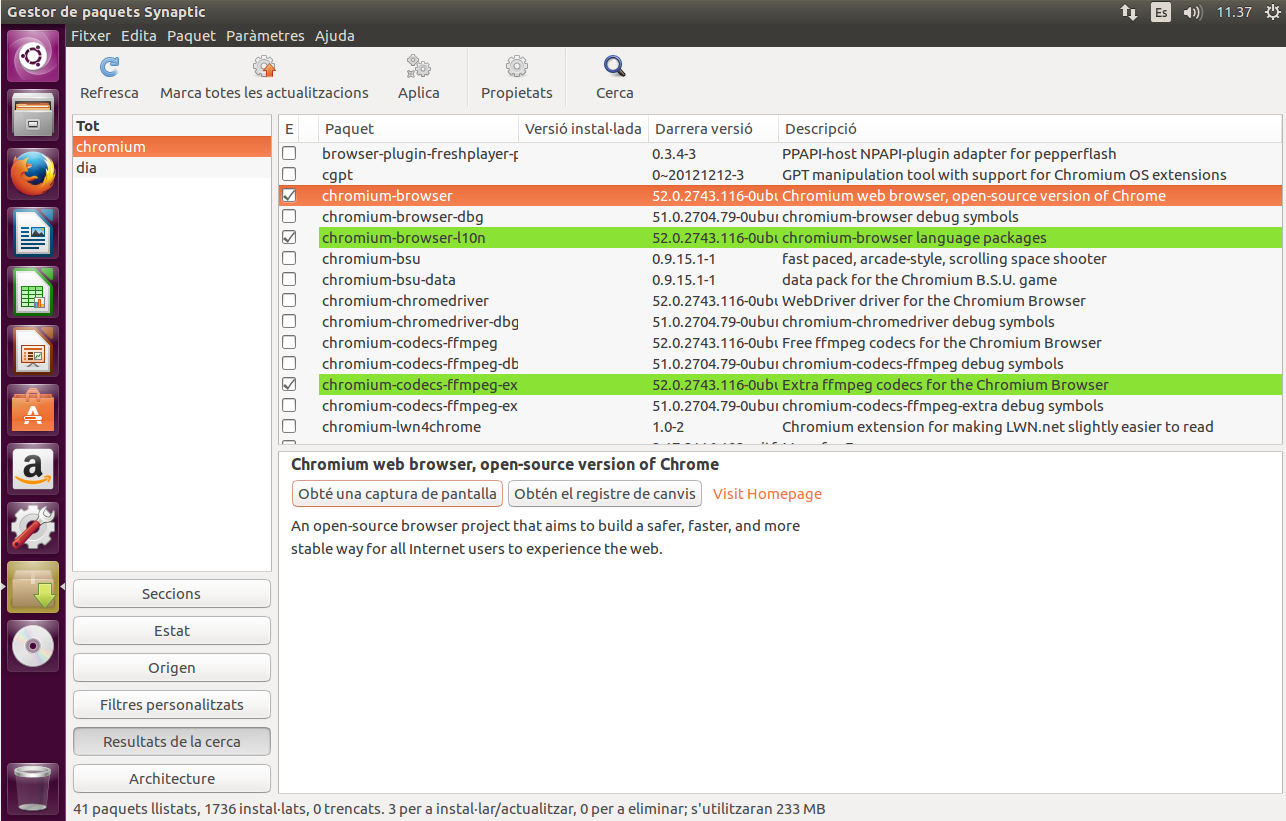 Gestor de paquets Synaptic
Es
11.37
Fitxer Edita Paquet Paràmetres Ajuda
Refresca Marca totes les actualitzacions Aplica Propietats Cerca
Tot
chromium
dia
Seccions
Estat
Origen
Filtres personalitzats
Resultats de la cerca
Architecture
E Paquet Versió instal·lada Darrera versió Descripció
browser-plugin-freshplayer-p 0.3.4-3 PPAPI-host NPAPI-plugin adapter for pepperflash
cgpt 0~20121212-3 GPT manipulation tool with support for Chromium OS extensions
chromium-browser 52.0.2743.116-0ubu Chromium web browser, open-source version of Chrome
chromium-browser-dbg 51.0.2704.79-0ubun chromium-browser debug symbols
chromium-browser-l10n 52.0.2743.116-0ubu chromium-browser language packages
chromium-bsu 0.9.15.1-1 fast paced, arcade-style, scrolling space shooter
chromium-bsu-data 0.9.15.1-1 data pack for the Chromium B.S.U. game
chromium-chromedriver 52.0.2743.116-0ubu WebDriver driver for the Chromium Browser
chromium-chromedriver-dbg 51.0.2704.79-0ubun chromium-chromedriver debug symbols
chromium-codecs-ffmpeg 52.0.2743.116-0ubu Free ffmpeg codecs for the Chromium Browser
chromium-codecs-ffmpeg-db 51.0.2704.79-0ubun chromium-codecs-ffmpeg debug symbols
chromium-codecs-ffmpeg-ex 52.0.2743.116-0ubu Extra ffmpeg codecs for the Chromium Browser
chromium-codecs-ffmpeg-ex 51.0.2704.79-0ubun chromium-codecs-ffmpeg-extra debug symbols
chromium-lwn4chrome 1.0-2 Chromium extension for making LWN.net slightly easier to read
Chromium web browser, open-source version of Chrome
Obté una captura de pantalla Obtén el registre de canvis Visit Homepage
An open-source browser project that aims to build a safer, faster, and more
stable way for all Internet users to experience the web.
41 paquets llistats, 1736 instal·lats, 0 trencats. 3 per a instal·lar/actualitzar, 0 per a eliminar; s'utilitzaran 233 MB